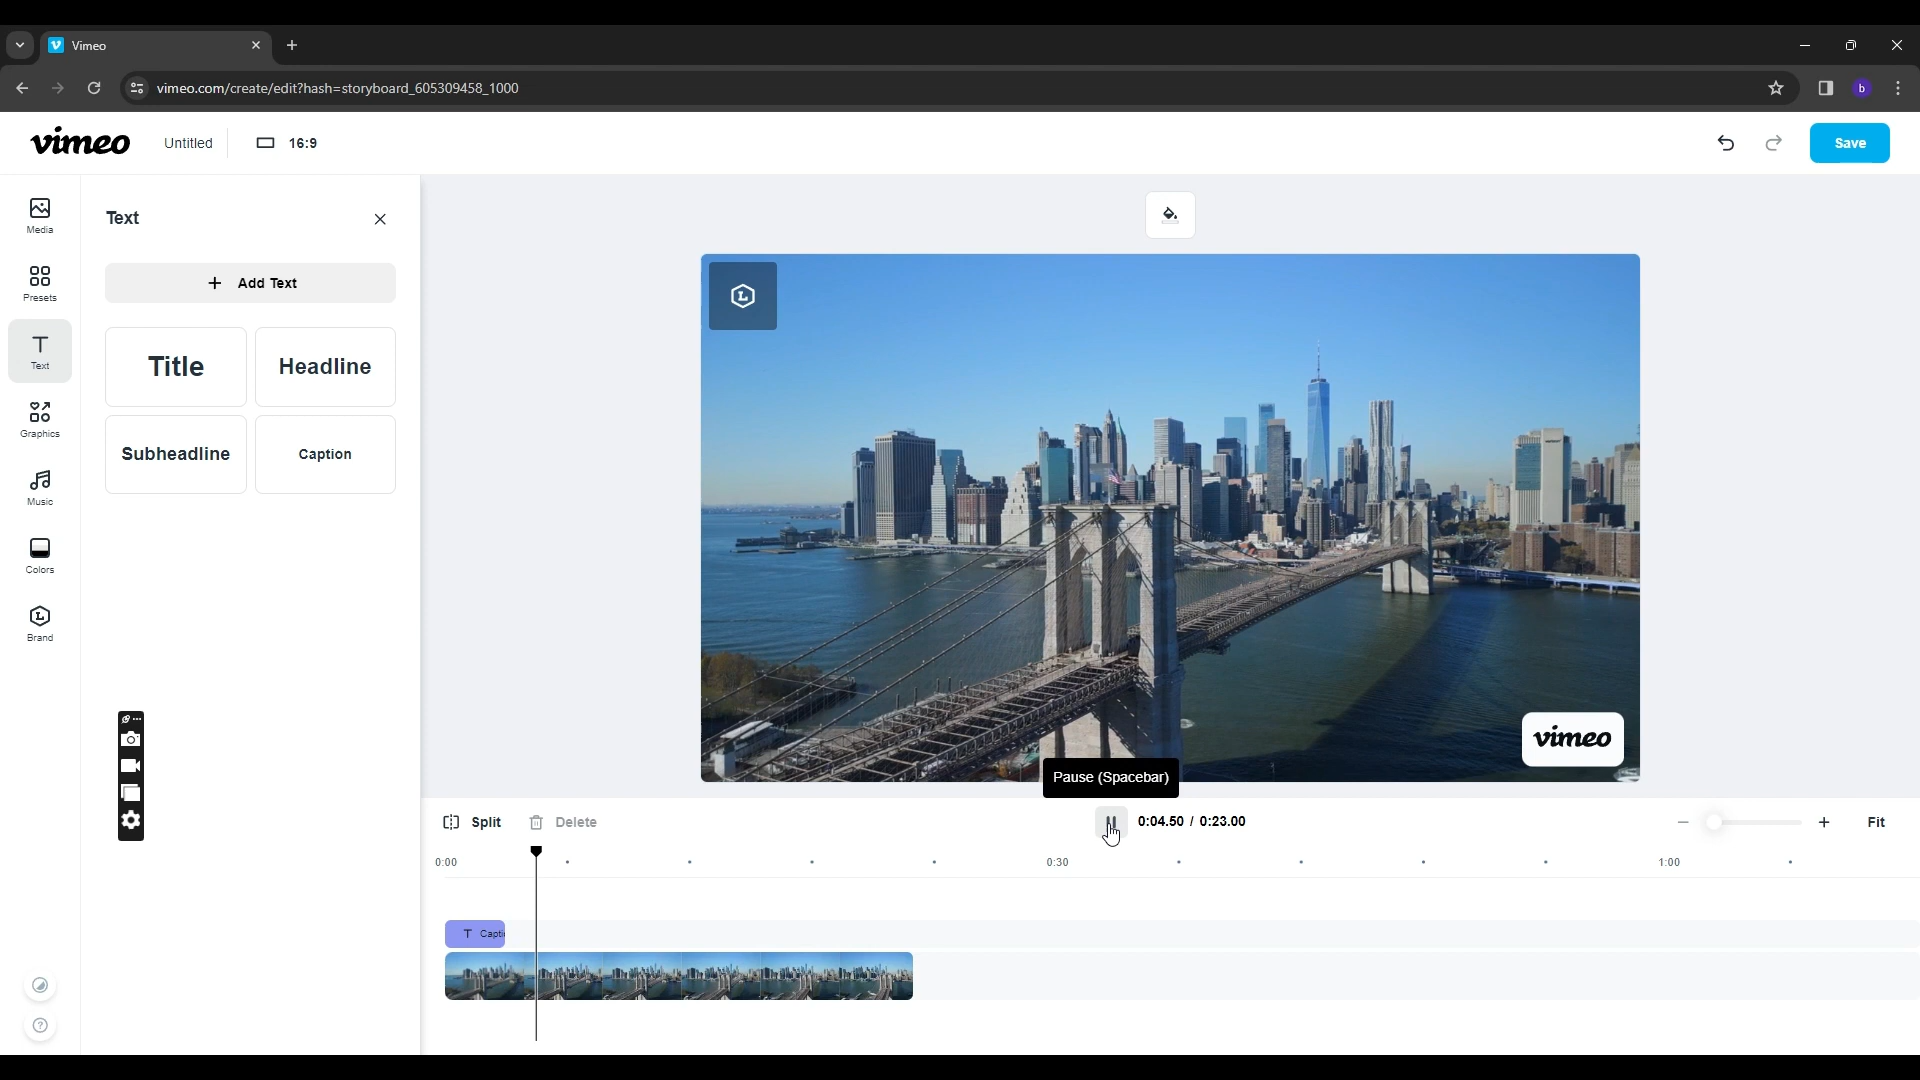 Vimeo
vimeo.com/create/edit?hash=storyboard_605309458_1000
b
vimeo
Untitled
16:9
Save
Media
Presets
Text
Graphics
Music
Colors
Brand
Text
Add Text
Title
Headline
Subheadline
Caption
L
vimeo
Pause (Spacebar)
Split
Delete
0:04.50 / 0:23.00
Fit
0:00
0:30
1:00
T Capti